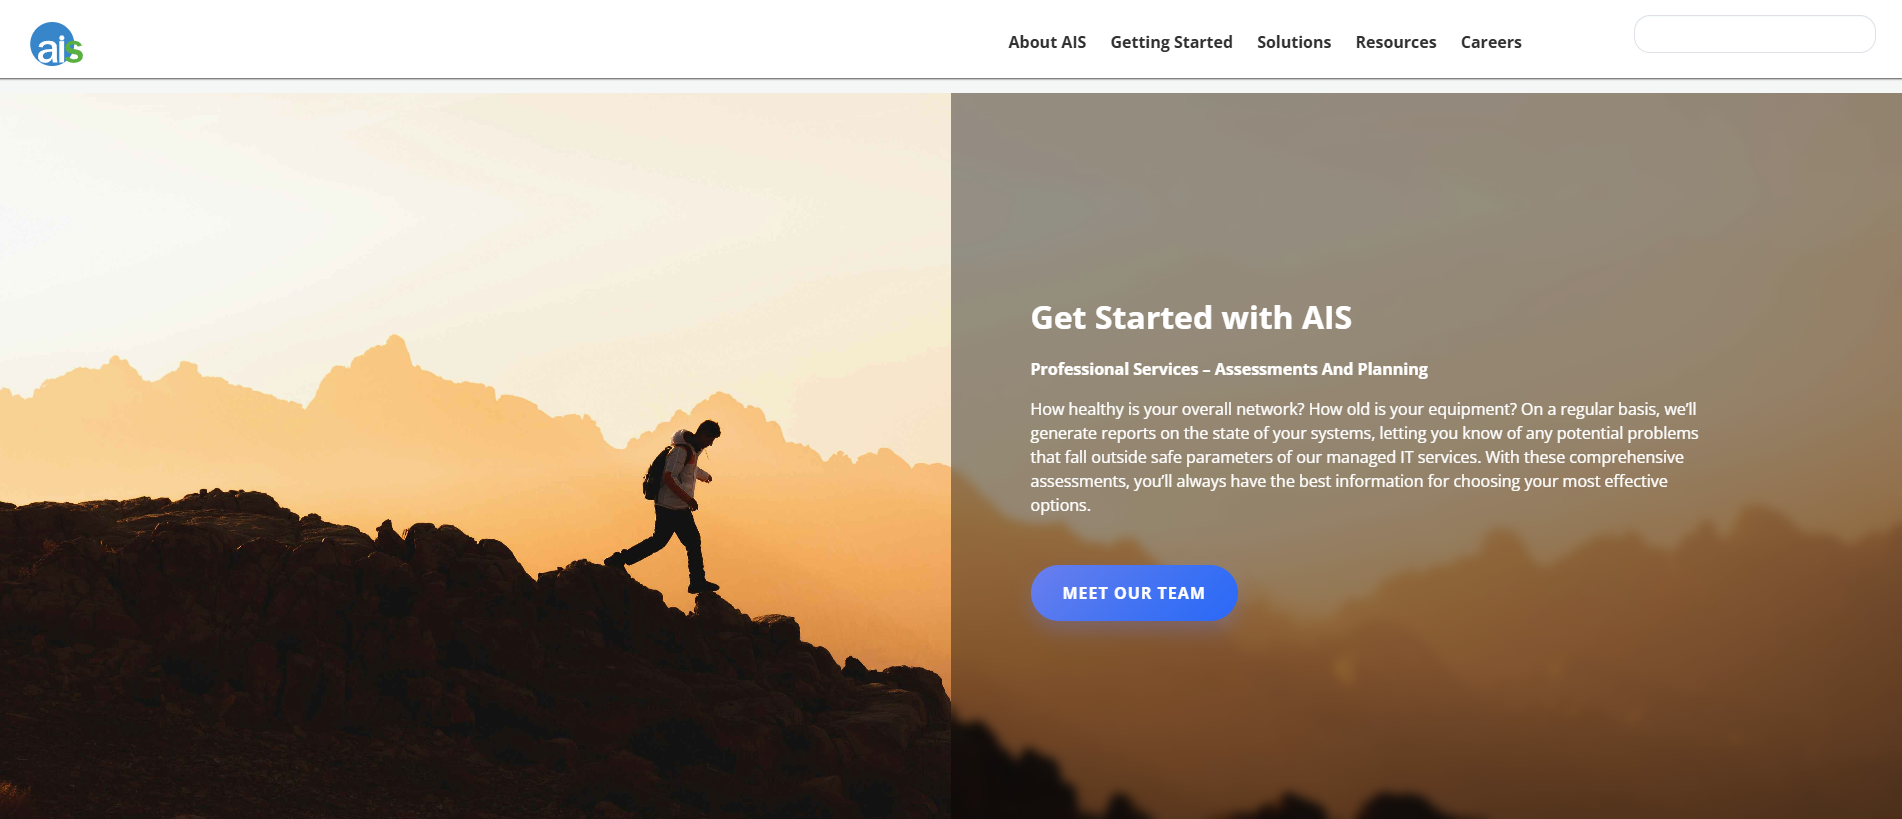 ais
About AIS
Getting Started
Solutions
Resources
Careers
Get Started with AIS
Professional Services – Assessments And Planning
How healthy is your overall network? How old is your equipment? On a regular basis, we’ll
generate reports on the state of your systems, letting you know of any potential problems
that fall outside safe parameters of our managed IT services. With these comprehensive
assessments, you’ll always have the best information for choosing your most effective
options.
MEET OUR TEAM